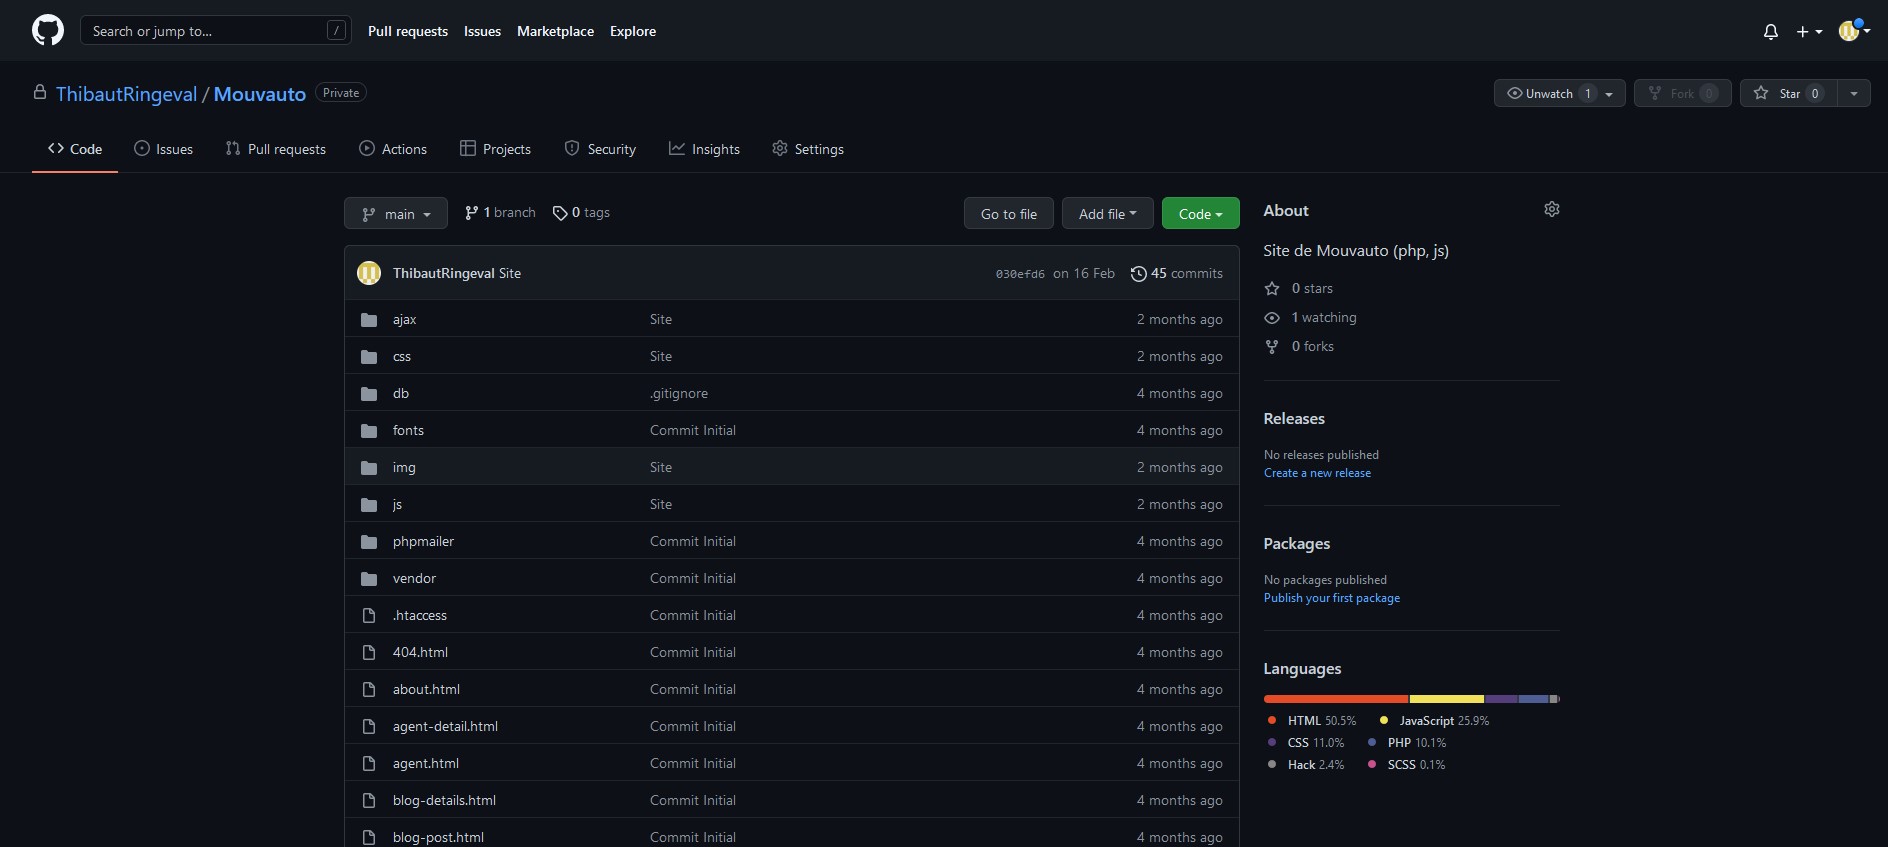 Search or jump to... /
Pull requests Issues Marketplace Explore
ThibautRingeval / Mouvauto Private
Unwatch 1 Fork 0 Star 0
Code Issues Pull requests Actions Projects Security Insights Settings
main 1 branch 0 tags Go to file Add file Code
ThibautRingeval Site 030efd6 on 16 Feb 45 commits
ajax Site 2 months ago
css Site 2 months ago
db .gitignore 4 months ago
fonts Commit Initial 4 months ago
img Site 2 months ago
js Site 2 months ago
phpmailer Commit Initial 4 months ago
vendor Commit Initial 4 months ago
.htaccess Commit Initial 4 months ago
404.html Commit Initial 4 months ago
about.html Commit Initial 4 months ago
agent-detail.html Commit Initial 4 months ago
agent.html Commit Initial 4 months ago
blog-details.html Commit Initial 4 months ago
blog-post.html Commit Initial 4 months ago
About
Site de Mouvauto (php, js)
0 stars
1 watching
0 forks
Releases
No releases published
Create a new release
Packages
No packages published
Publish your first package
Languages
HTML 50.5% JavaScript 25.9%
CSS 11.0% PHP 10.1%
Hack 2.4% SCSS 0.1%